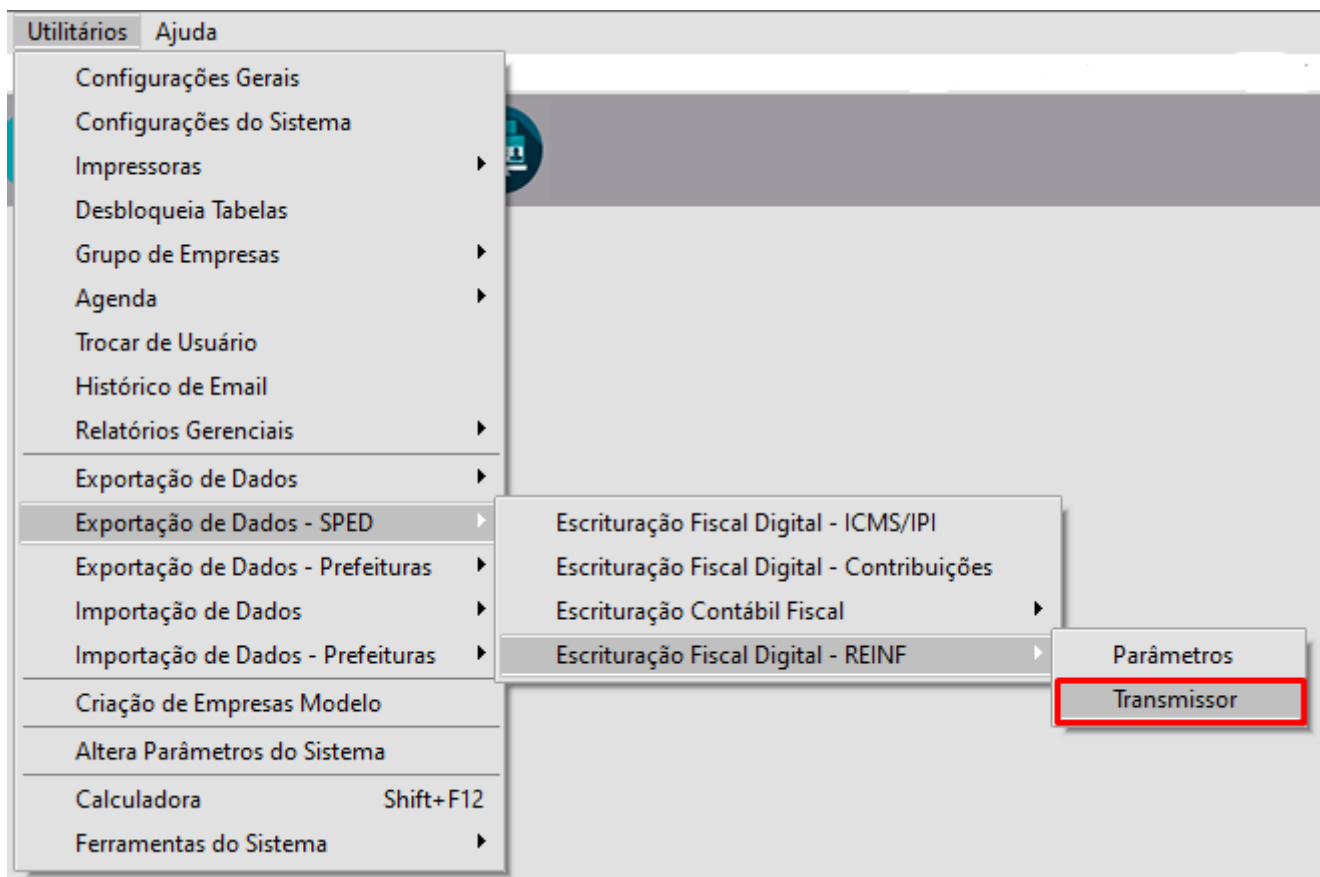 Utilitários Ajuda
Configurações Gerais
Configurações do Sistema
Impressoras
Desbloqueia Tabelas
Grupo de Empresas
Agenda
Trocar de Usuário
Histórico de Email
Relatórios Gerenciais
Exportação de Dados
Exportação de Dados - SPED
Exportação de Dados - Prefeituras
Importação de Dados
Importação de Dados - Prefeituras
Criação de Empresas Modelo
Altera Parâmetros do Sistema
Calculadora Shift+F12
Ferramentas do Sistema
Escrituração Fiscal Digital - ICMS/IPI
Escrituração Fiscal Digital - Contribuições
Escrituração Contábil Fiscal
Escrituração Fiscal Digital - REINF
Parâmetros
Transmissor